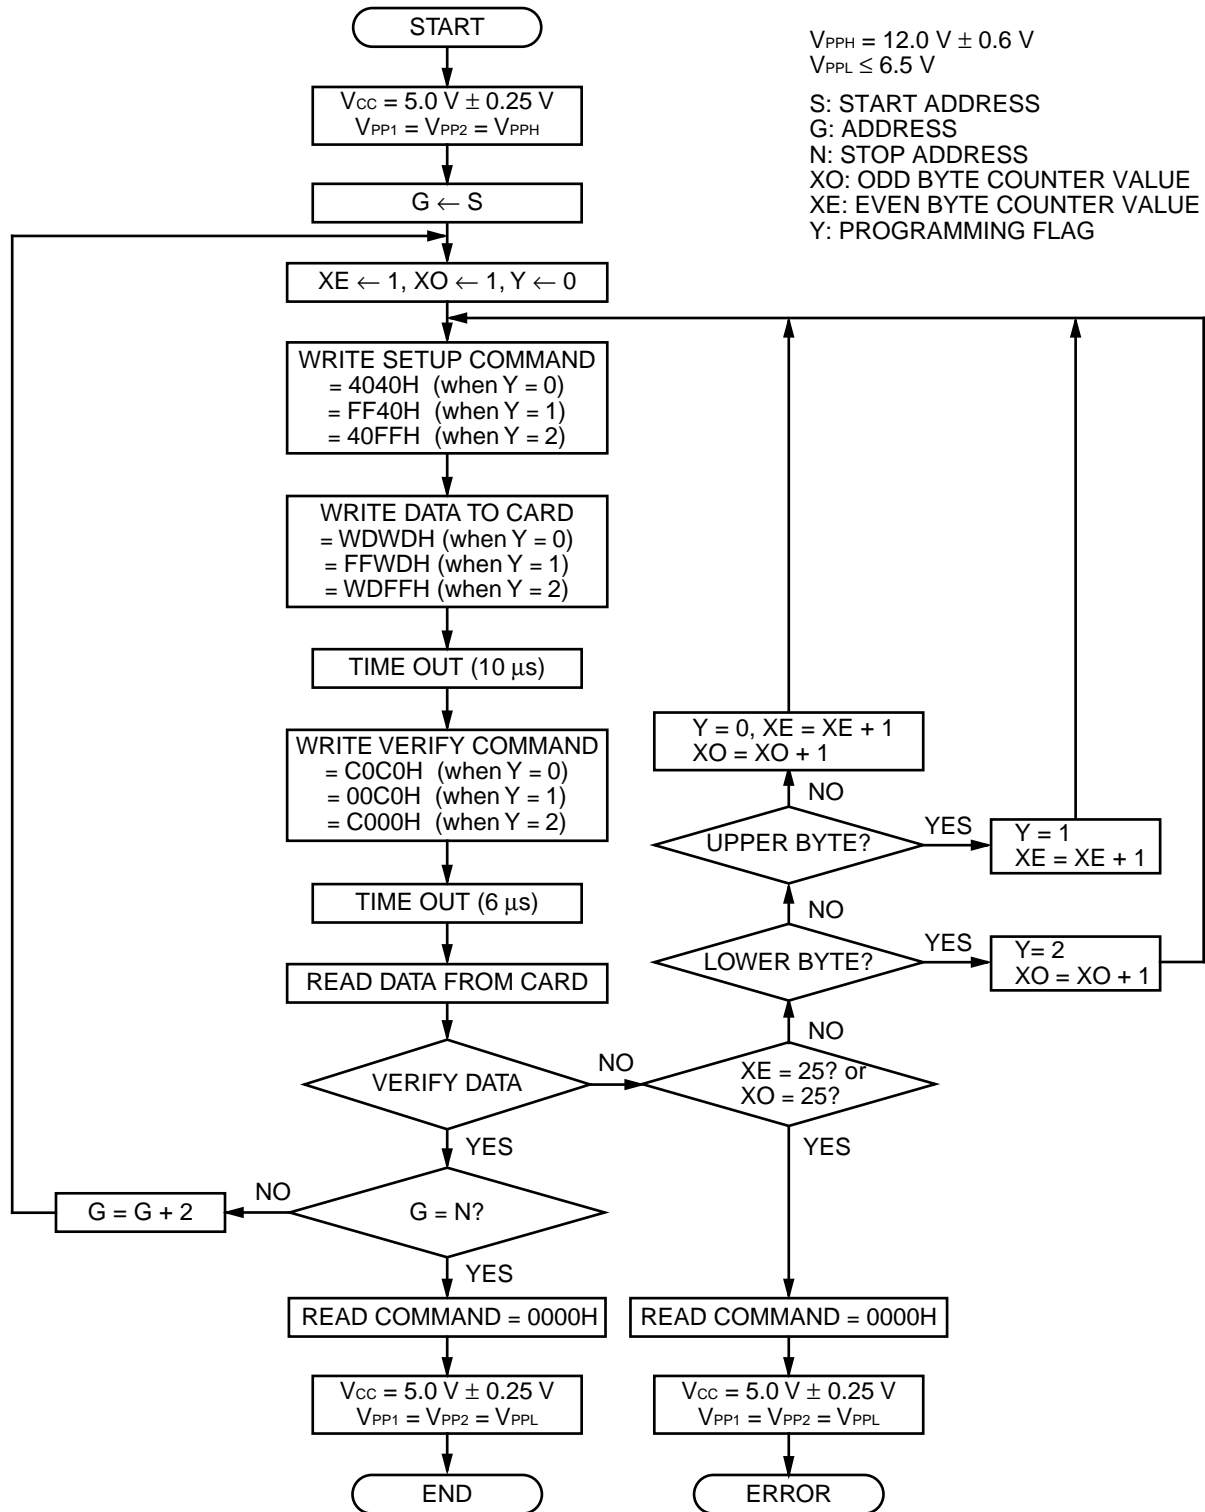 START
VCC = 5.0 V ± 0.25 V
VPP1 = VPP2 = VPPH
G ← S
XE ← 1, XO ← 1, Y ← 0
WRITE SETUP COMMAND
= 4040H (when Y = 0)
= FF40H (when Y = 1)
= 40FFH (when Y = 2)
WRITE DATA TO CARD
= WDWDH (when Y = 0)
= FFWDH (when Y = 1)
= WDFFH (when Y = 2)
TIME OUT (10 µs)
WRITE VERIFY COMMAND
= C0C0H (when Y = 0)
= 00C0H (when Y = 1)
= C000H (when Y = 2)
TIME OUT (6 µs)
READ DATA FROM CARD
VERIFY DATA
NO
YES
G = N?
NO
G = G + 2
YES
READ COMMAND = 0000H
VCC = 5.0 V ± 0.25 V
VPP1 = VPP2 = VPPL
END
VPPH = 12.0 V ± 0.6 V
VPPL ≤ 6.5 V
S: START ADDRESS
G: ADDRESS
N: STOP ADDRESS
XO: ODD BYTE COUNTER VALUE
XE: EVEN BYTE COUNTER VALUE
Y: PROGRAMMING FLAG
Y = 0, XE = XE + 1
XO = XO + 1
NO
UPPER BYTE?
YES
Y = 1
XE = XE + 1
NO
LOWER BYTE?
YES
Y= 2
XO = XO + 1
NO
XE = 25? or
XO = 25?
YES
READ COMMAND = 0000H
VCC = 5.0 V ± 0.25 V
VPP1 = VPP2 = VPPL
ERROR